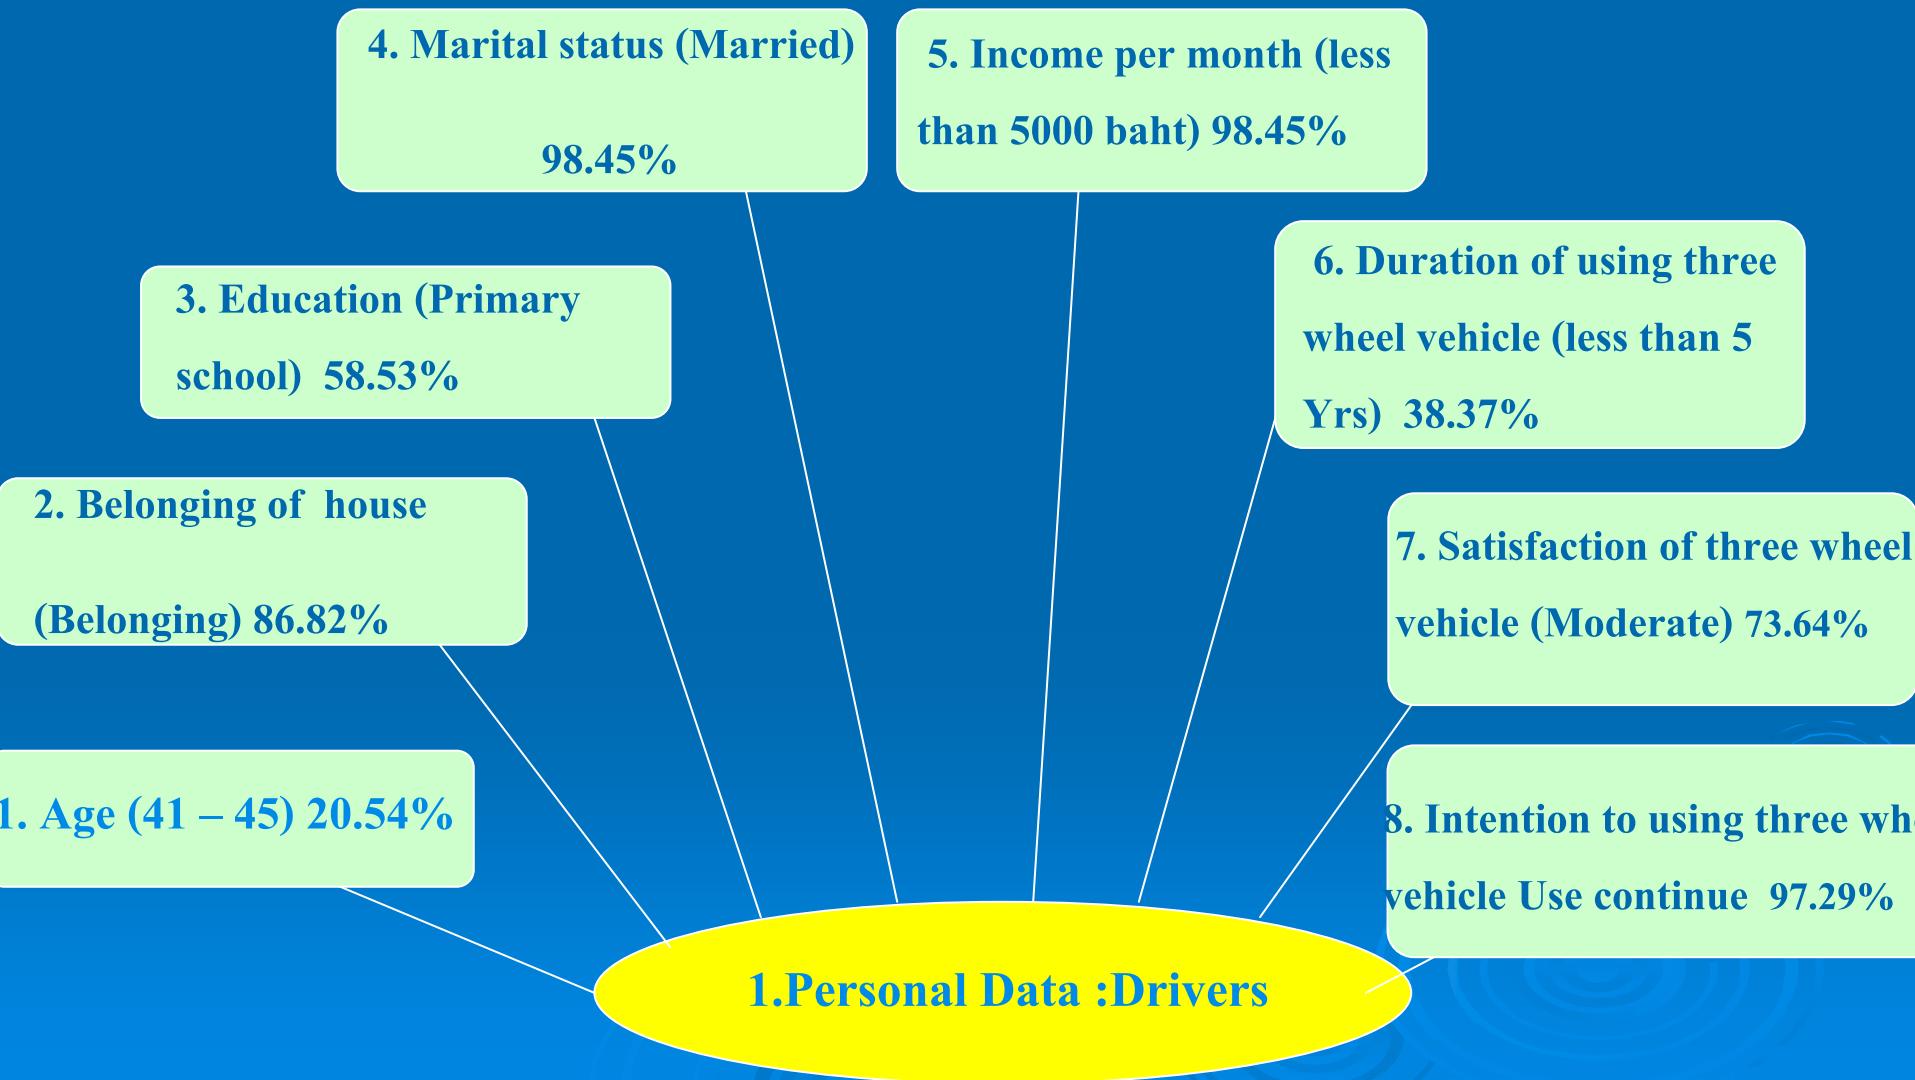 4. Marital status (Married)
98.45%
5. Income per month (less
than 5000 baht) 98.45%
3. Education (Primary
school)  58.53%
6. Duration of using three
wheel vehicle (less than 5
Yrs)  38.37%
2. Belonging of  house
(Belonging) 86.82%
7. Satisfaction of three wheel
vehicle (Moderate) 73.64%
1. Age (41 – 45) 20.54%
8. Intention to using three
vehicle Use continue  97.29%
1.Personal Data :Drivers